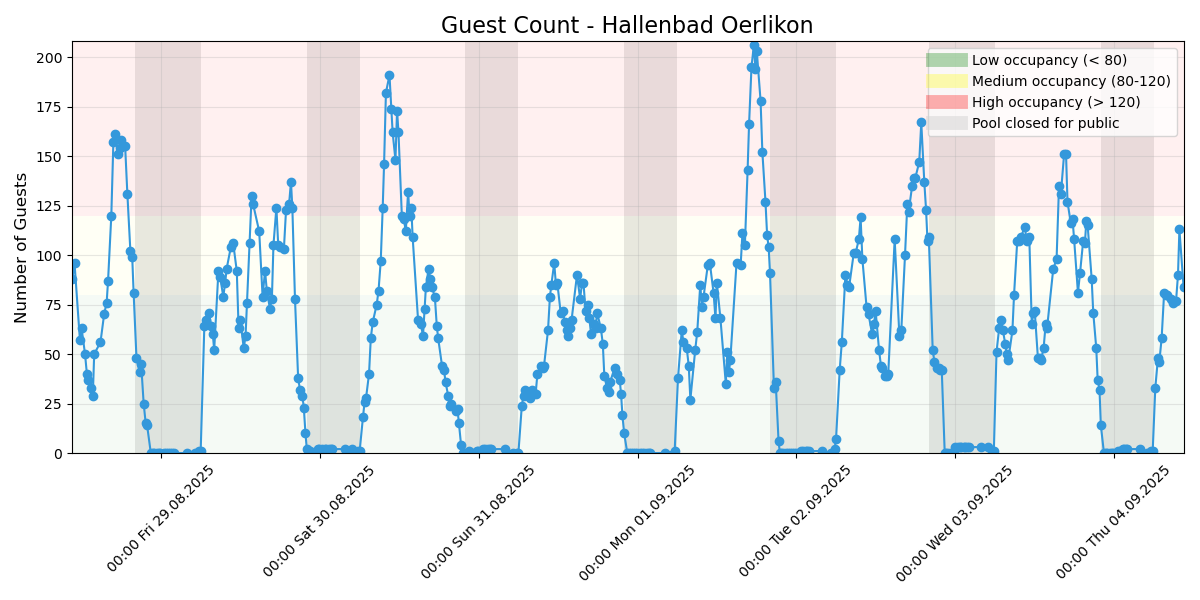 Guest Count - Hallenbad Oerlikon
Low occupancy (< 80)
Medium occupancy (80-120)
High occupancy (> 120)
Pool closed for public
Number of Guests
200
175
150
125
100
75
50
25
0
00:00 Fri 29.08.2025
00:00 Sat 30.08.2025
00:00 Sun 31.08.2025
00:00 Mon 01.09.2025
00:00 Tue 02.09.2025
00:00 Wed 03.09.2025
00:00 Thu 04.09.2025